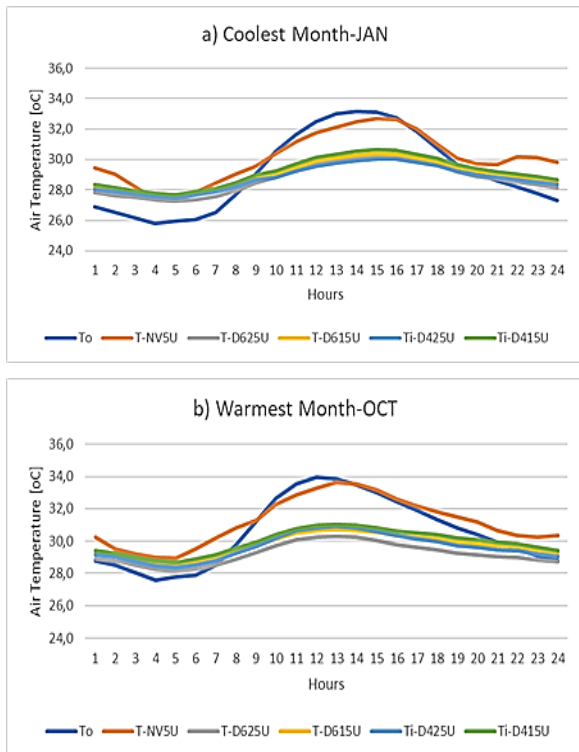 a) Coolest Month-JAN
Air Temperature [oC]
36,0
34,0
32,0
30,0
28,0
26,0
24,0
1 2 3 4 5 6 7 8 9 10 11 12 13 14 15 16 17 18 19 20 21 22 23 24
Hours
To T-NV5U T-D625U T-D615U Ti-D425U Ti-D415U
b) Warmest Month-OCT
Air Temperature [oC]
36,0
34,0
32,0
30,0
28,0
26,0
24,0
1 2 3 4 5 6 7 8 9 10 11 12 13 14 15 16 17 18 19 20 21 22 23 24
Hours
To T-NV5U T-D625U T-D615U Ti-D425U Ti-D415U